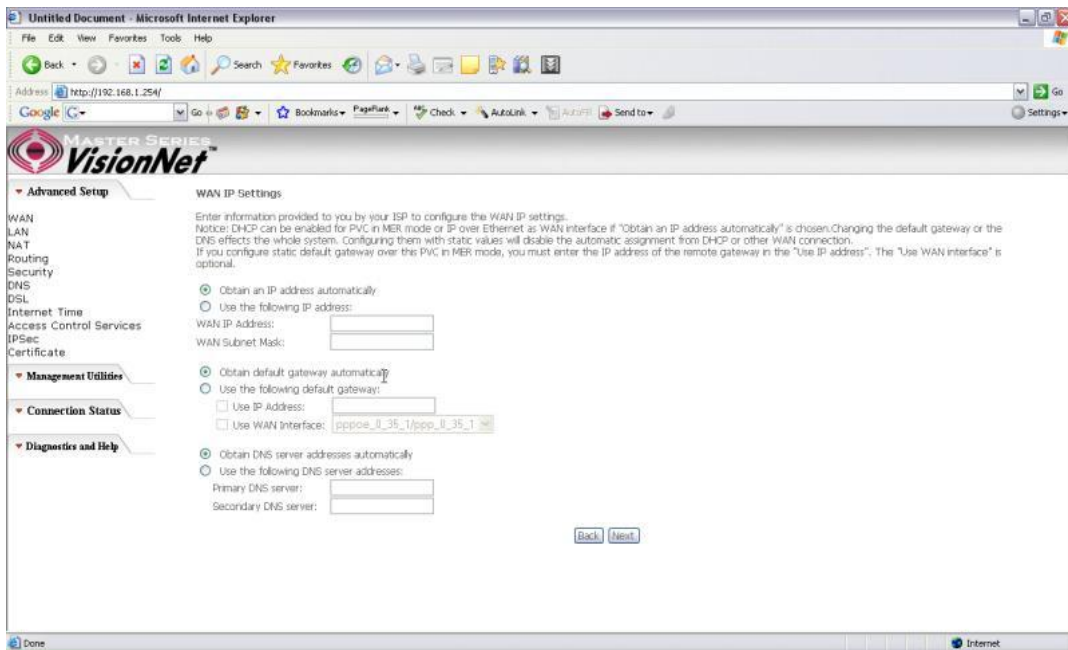 Untitled Document - Microsoft Internet Explorer
File Edit View Favorites Tools Help
Back Search Favorites
Address http://192.168.1.254/ Go
Google G Go Bookmarks PageRank Check AutoLink AutoFill Send to Settings
MASTER SERIES
VisionNet™
Advanced Setup
WAN
LAN
NAT
Routing
Security
DNS
DSL
Internet Time
Access Control Services
IPSec
Certificate
Management Utilities
Connection Status
Diagnostics and Help
WAN IP Settings
Enter information provided to you by your ISP to configure the WAN IP settings.
Notice: DHCP can be enabled for PVC in MER mode or IP over Ethernet as WAN interface if "Obtain an IP address automatically" is chosen.Changing the default gateway or the
DNS effects the whole system. Configuring them with static values will disable the automatic assignment from DHCP or other WAN connection.
If you configure static default gateway over this PVC in MER mode, you must enter the IP address of the remote gateway in the "Use IP address". The "Use WAN interface" is
optional.
Obtain an IP address automatically
Use the following IP address:
WAN IP Address:
WAN Subnet Mask:
Obtain default gateway automatically
Use the following default gateway:
Use IP Address:
Use WAN Interface: pppoe_0_35_1/ppp_0_35_1
Obtain DNS server addresses automatically
Use the following DNS server addresses:
Primary DNS server:
Secondary DNS server:
Back Next
Done Internet